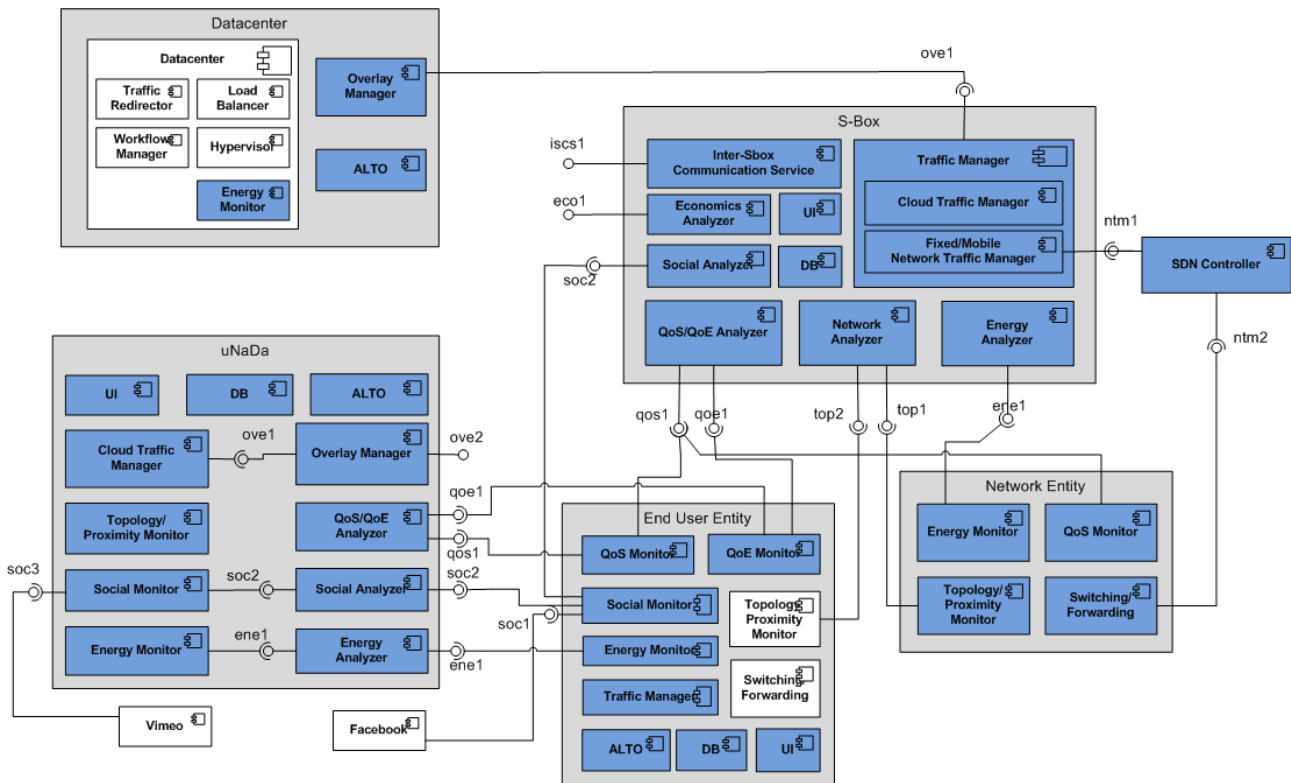 Datacenter
Datacenter
Traffic
Redirector
Load
Balancer
Workflow
Manager
Hypervisor
Energy
Monitor
Overlay
Manager
ALTO
ove1
S-Box
iscs1
Inter-Sbox
Communication Service
eco1
Economics
Analyzer
UI
Social Analyzer
DB
soc2
Traffic Manager
Cloud Traffic Manager
Fixed/Mobile
Network Traffic Manager
ntm1
SDN Controller
ntm2
QoS/QoE Analyzer
Network
Analyzer
Energy
Analyzer
qos1
qoe1
top2
top1
ene1
uNaDa
UI
DB
ALTO
Cloud Traffic
Manager
ove1
Overlay Manager
ove2
Topology/
Proximity Monitor
QoS/QoE
Analyzer
qoe1
qos1
soc3
Social Monitor
soc2
Social Analyzer
soc2
Energy Monitor
ene1
Energy
Analyzer
ene1
Vimeo
Facebook
soc1
End User Entity
QoS Monitor
QoE Monitor
Social Monitor
Topology/
Proximity
Monitor
Energy Monitor
Switching/
Forwarding
Traffic Manager
ALTO
DB
UI
Network Entity
Energy Monitor
QoS Monitor
Topology/
Proximity
Monitor
Switching/
Forwarding